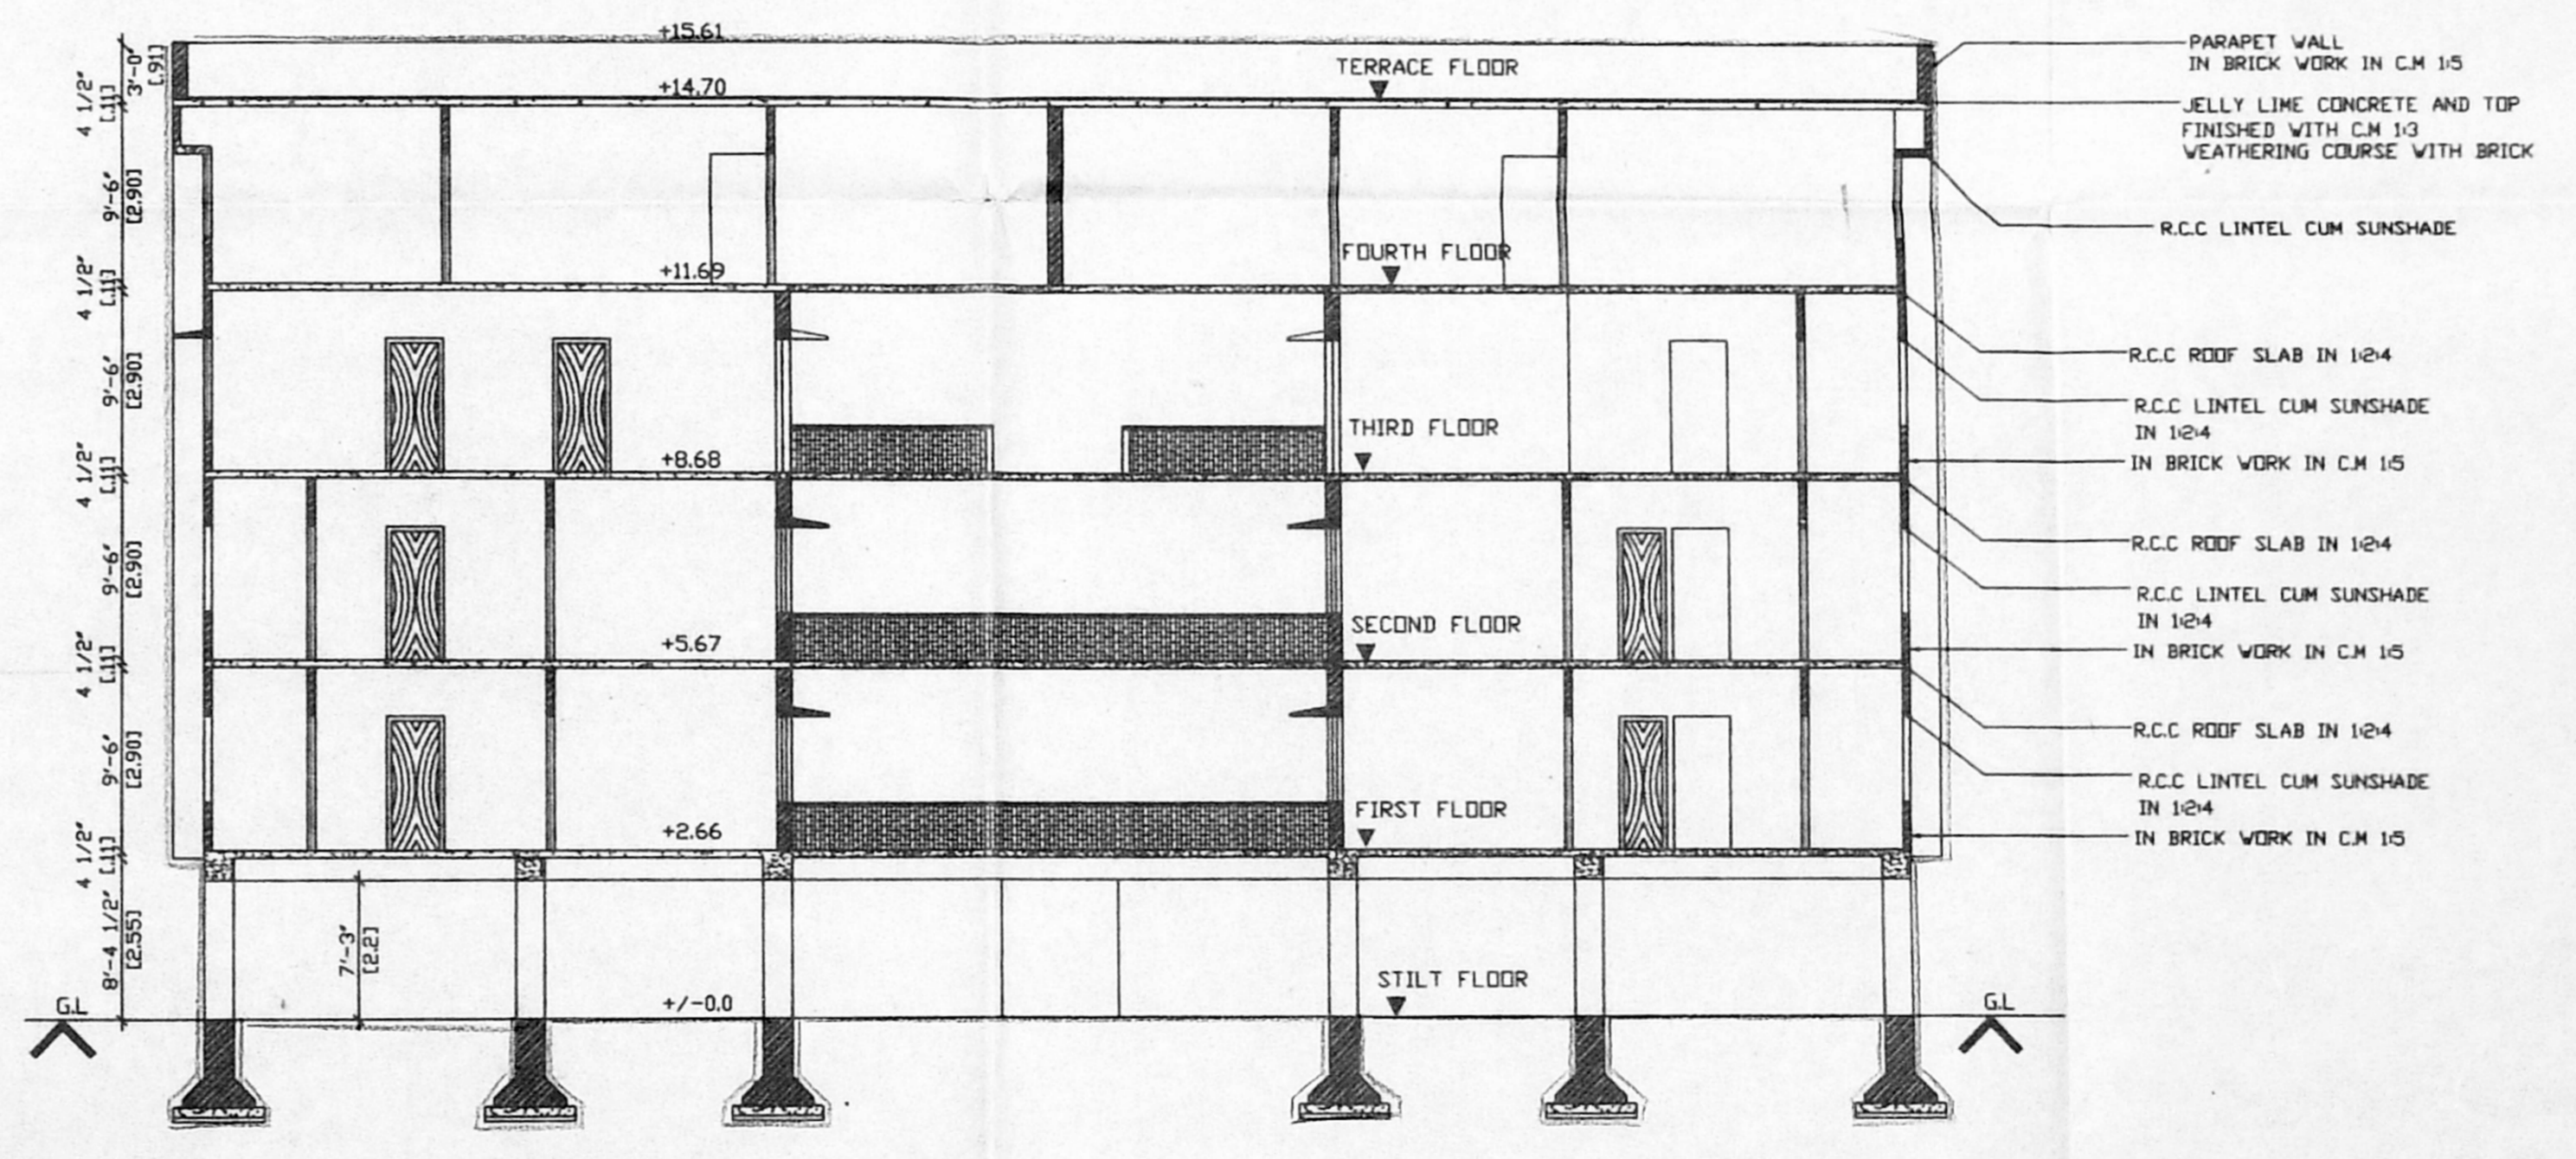 +15.61
TERRACE FLOOR
+14.70
FOURTH FLOOR
+11.69
THIRD FLOOR
+8.68
SECOND FLOOR
+5.67
FIRST FLOOR
+2.66
STILT FLOOR
+/-0.0
G.L
G.L
3'-0"
[.91]
4 1/2"
[.11]
9'-6"
[2.90]
4 1/2"
[.11]
9'-6"
[2.90]
4 1/2"
[.11]
9'-6"
[2.90]
4 1/2"
[.11]
9'-6"
[2.90]
4 1/2"
[.11]
8'-4 1/2"
[2.55]
7'-3"
[2.2]
PARAPET WALL
IN BRICK WORK IN C.M 1:5
JELLY LIME CONCRETE AND TOP
FINISHED WITH C.M 1:3
WEATHERING COURSE WITH BRICK
R.C.C LINTEL CUM SUNSHADE
R.C.C ROOF SLAB IN 1:2:4
R.C.C LINTEL CUM SUNSHADE
IN 1:2:4
IN BRICK WORK IN C.M 1:5
R.C.C ROOF SLAB IN 1:2:4
R.C.C LINTEL CUM SUNSHADE
IN 1:2:4
IN BRICK WORK IN C.M 1:5
R.C.C ROOF SLAB IN 1:2:4
R.C.C LINTEL CUM SUNSHADE
IN 1:2:4
IN BRICK WORK IN C.M 1:5